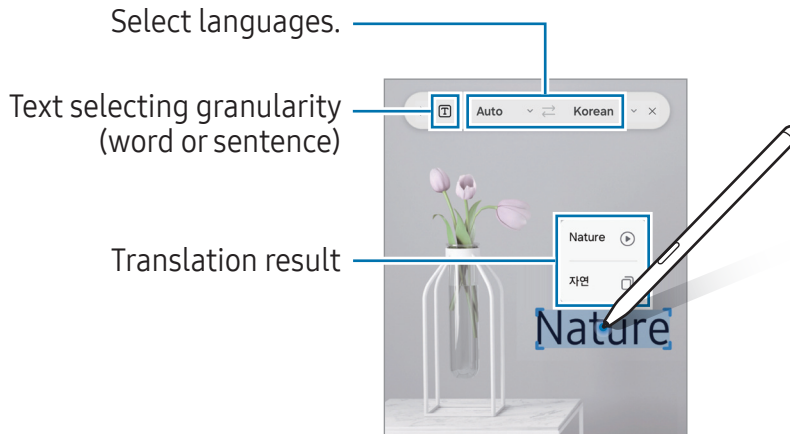 Select languages.
Text selecting granularity
(word or sentence)
Auto
Korean
Translation result
Nature
자연
Nature